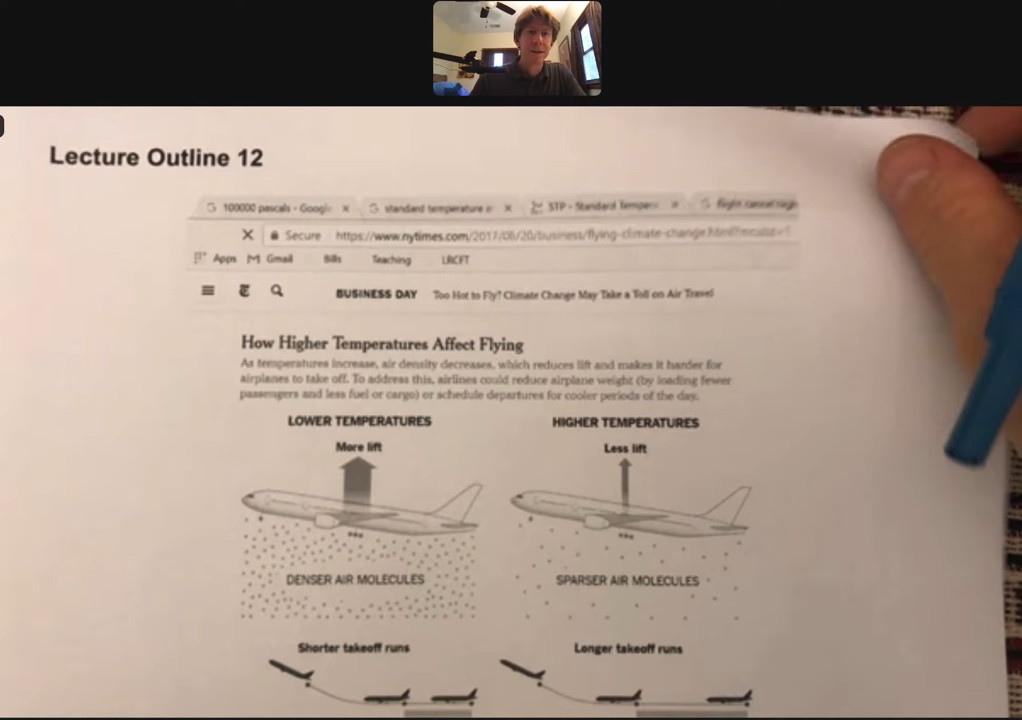 Lecture Outline 12
100000 pascals - Google
standard temperature a
STP - Standard Temper
flight cancel
Secure https://www.nytimes.com/2017/06/20/business/flying-climate-change.html
Apps Gmail Bills Teaching LRCFT
BUSINESS DAY Too Hot to Fly? Climate Change May Take a Toll on Air Travel
How Higher Temperatures Affect Flying
As temperatures increase, air density decreases, which reduces lift and makes it harder for
airplanes to take off. To address this, airlines could reduce airplane weight (by loading fewer
passengers and less fuel or cargo) or schedule departures for cooler periods of the day.
LOWER TEMPERATURES
HIGHER TEMPERATURES
More lift
Less lift
DENSER AIR MOLECULES
SPARSER AIR MOLECULES
Shorter takeoff runs
Longer takeoff runs